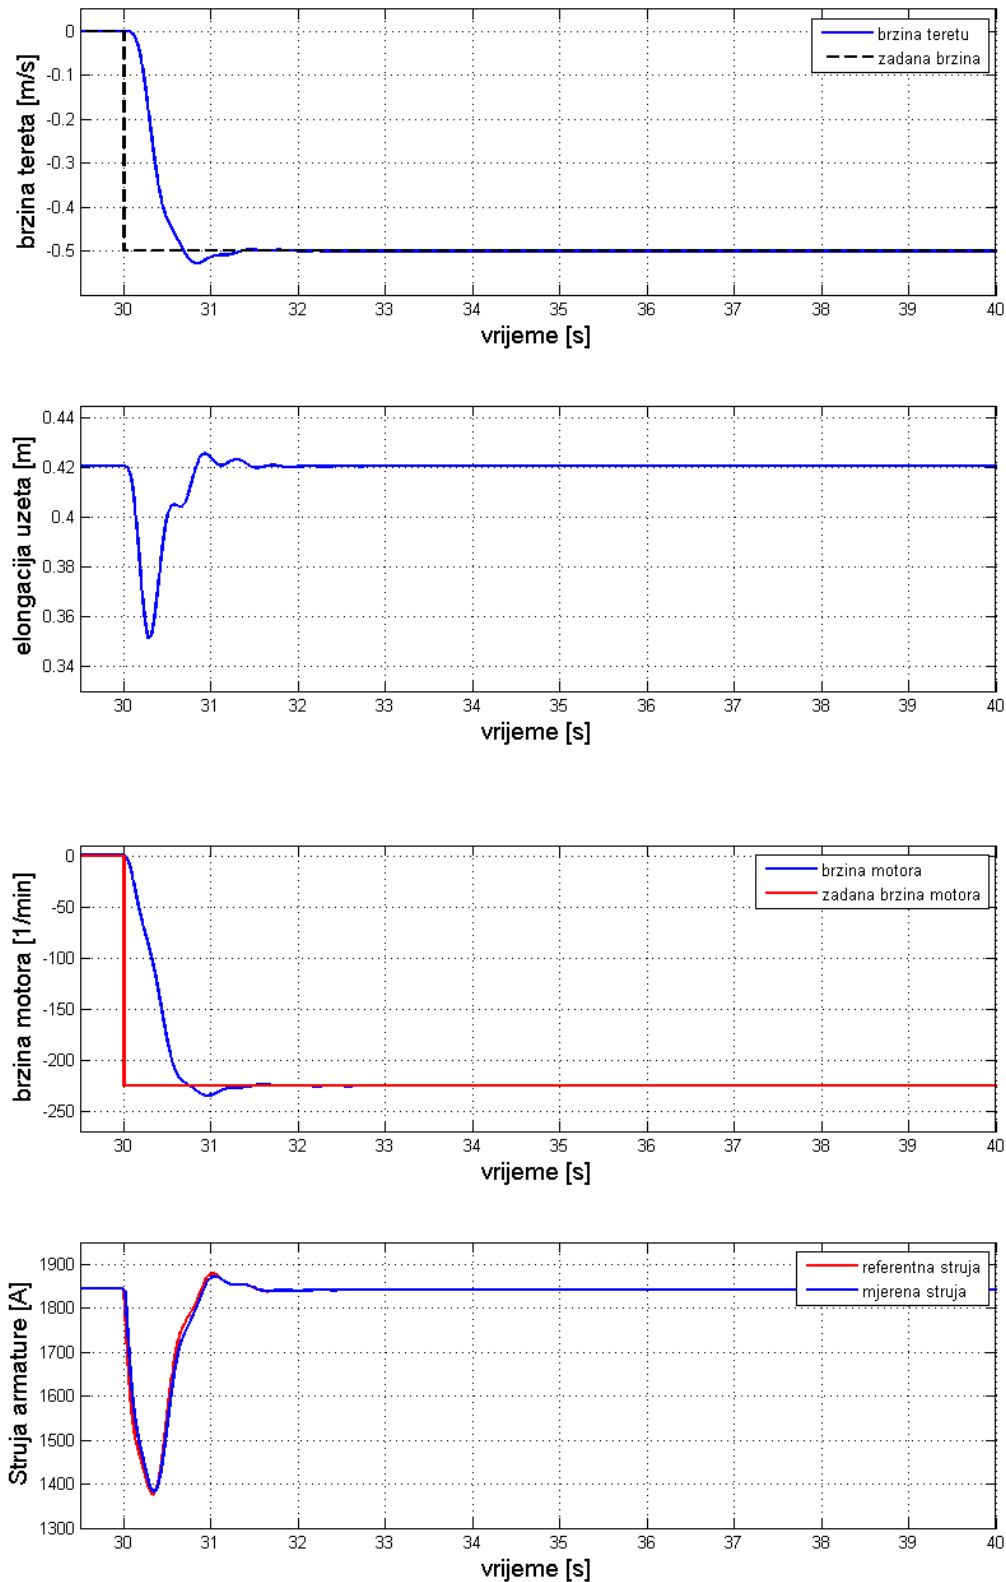 brzina tereta [m/s]
0
-0.1
-0.2
-0.3
-0.4
-0.5
brzina teretu
zadana brzina
30 31 32 33 34 35 36 37 38 39 40
vrijeme [s]
elongacija uzeta [m]
0.44
0.42
0.4
0.38
0.36
0.34
30 31 32 33 34 35 36 37 38 39 40
vrijeme [s]
brzina motora [1/min]
0
-50
-100
-150
-200
-250
brzina motora
zadana brzina motora
30 31 32 33 34 35 36 37 38 39 40
vrijeme [s]
Struja armature [A]
1900
1800
1700
1600
1500
1400
1300
referentna struja
mjerena struja
30 31 32 33 34 35 36 37 38 39 40
vrijeme [s]